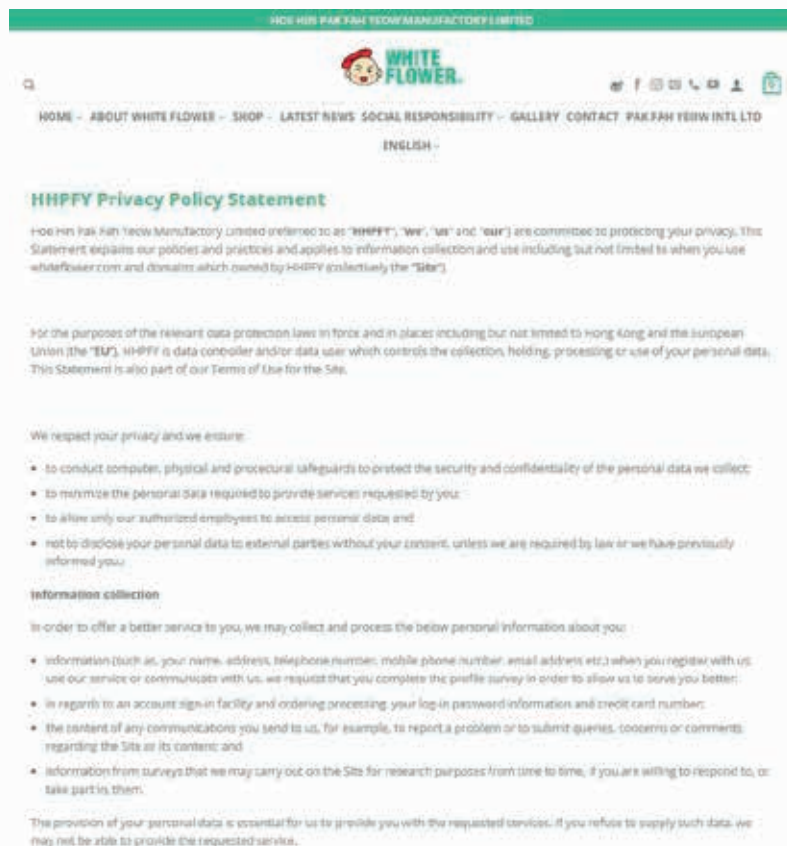 HOE HIN PAK FAH YEOW MANUFACTORY LIMITED
WHITE
FLOWER.
0
HOME ABOUT WHITE FLOWER SHOP LATEST NEWS SOCIAL RESPONSIBILITY GALLERY CONTACT PAK FAH YEOW INTL LTD
ENGLISH
HHPFY Privacy Policy Statement
Hoe Hin Pak Fah Yeow Manufactory Limited (referred to as "HHPFY", "we", "us" and "our") are committed to protecting your privacy. This
Statement explains our policies and practices and applies to information collection and use including but not limited to when you use
whiteflower.com and domains which owned by HHPFY (collectively the "Site").
For the purposes of the relevant data protection laws in force and in places including but not limited to Hong Kong and the European
Union (the "EU"), HHPFY is data controller and/or data user which controls the collection, holding, processing or use of your personal data.
This Statement is also part of our Terms of Use for the Site.
We respect your privacy and we ensure:
• to conduct computer, physical and procedural safeguards to protect the security and confidentiality of the personal data we collect;
• to minimize the personal data required to provide services requested by you;
• to allow only our authorized employees to access personal data; and
• not to disclose your personal data to external parties without your consent, unless we are required by law or we have previously
informed you.
Information collection
In order to offer a better service to you, we may collect and process the below personal information about you:
• information (such as, your name, address, telephone number, mobile phone number, email address etc.) when you register with us,
use our service or communicate with us, we request that you complete the profile survey in order to allow us to serve you better;
• in regards to an account sign-in facility and ordering processing, your log-in password information and credit card number;
• the content of any communications you send to us, for example, to report a problem or to submit queries, concerns or comments
regarding the Site or its content; and
• information from surveys that we may carry out on the Site for research purposes from time to time, if you are willing to respond to, or
take part in, them.
The provision of your personal data is essential for us to provide you with the requested services. If you refuse to supply such data, we
may not be able to provide the requested service.